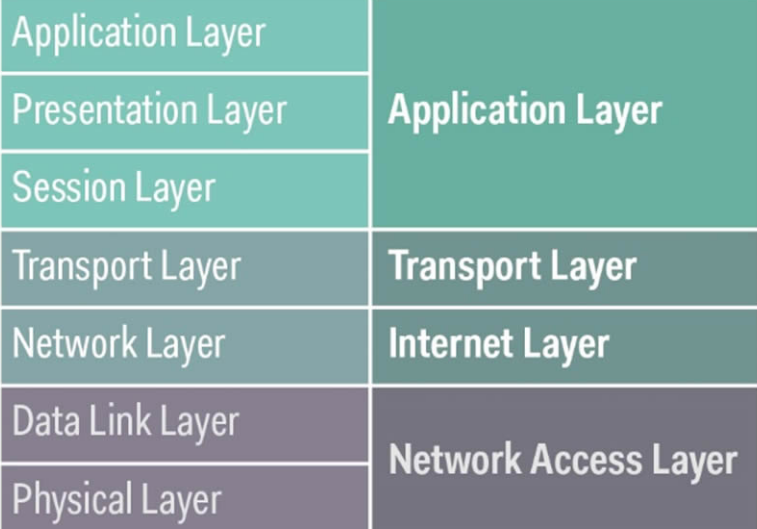 Application Layer
Presentation Layer
Session Layer
Transport Layer
Network Layer
Data Link Layer
Physical Layer
Application Layer
Transport Layer
Internet Layer
Network Access Layer